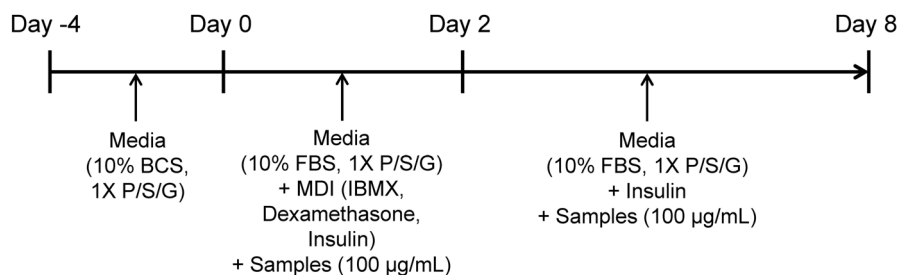 Day -4
Day 0
Day 2
Day 8
Media
(10% BCS,
1X P/S/G)
Media
(10% FBS, 1X P/S/G)
+ MDI (IBMX,
Dexamethasone,
Insulin)
+ Samples (100 µg/mL)
Media
(10% FBS, 1X P/S/G)
+ Insulin
+ Samples (100 µg/mL)